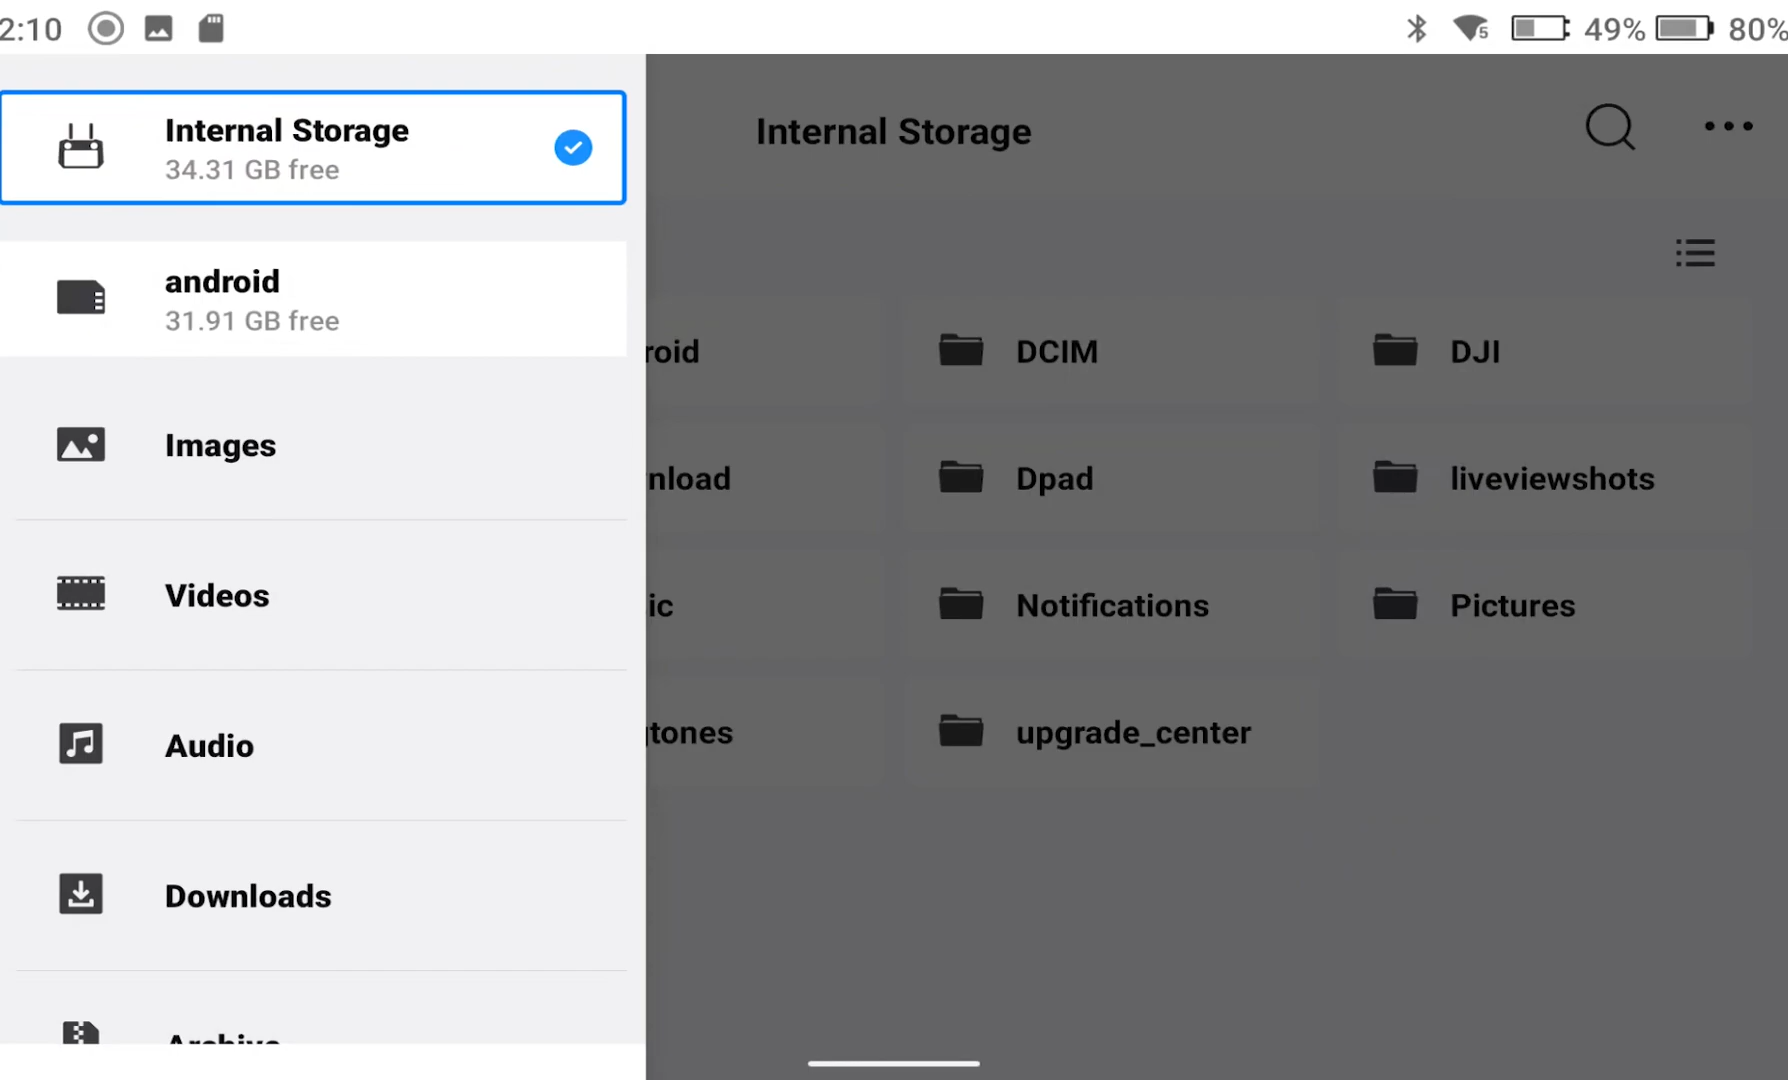 2:10
5
49%
80%
Internal Storage
34.31 GB free
android
31.91 GB free
Images
Videos
Audio
Downloads
Internal Storage
roid
DCIM
DJI
nload
Dpad
liveviewshots
ic
Notifications
Pictures
tones
upgrade_center